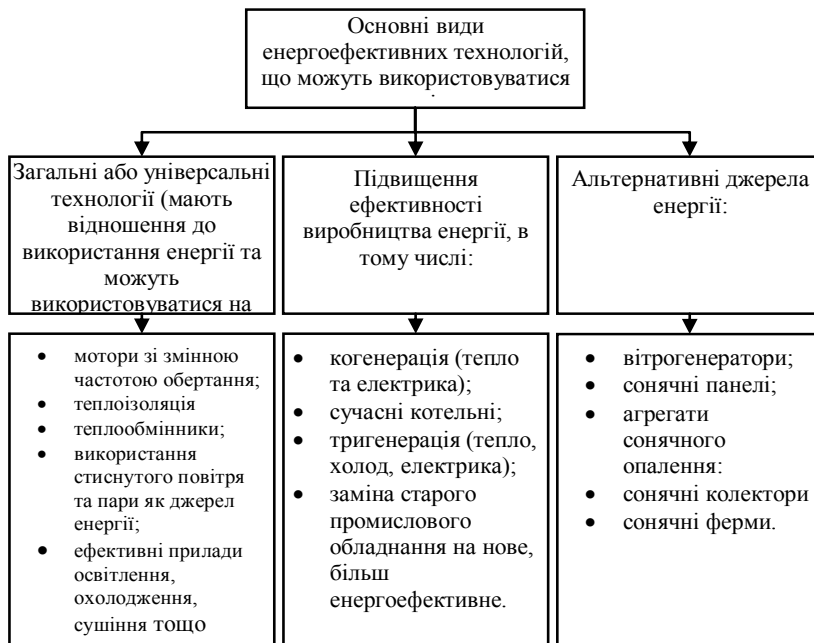 Основні види
енергоефективних технологій,
що можуть використовуватися
Загальні або універсальні
технології (мають
відношення до
використання енергії та
можуть
використовуватися на
Підвищення
ефективності
виробництва енергії, в
тому числі:
Альтернативні джерела
енергії:
• мотори зі змінною
частотою обертання;
• теплоізоляція
• теплообмінники;
• використання
стиснутого повітря
та пари як джерел
енергії;
• ефективні прилади
освітлення,
охолодження,
сушіння тощо
• когенерація (тепло
та електрика);
• сучасні котельні;
• тригенерація (тепло,
холод, електрика);
• заміна старого
промислового
обладнання на нове,
більш
енергоефективне.
• вітрогенератори;
• сонячні панелі;
• агрегати
сонячного
опалення:
• сонячні колектори
• сонячні ферми.